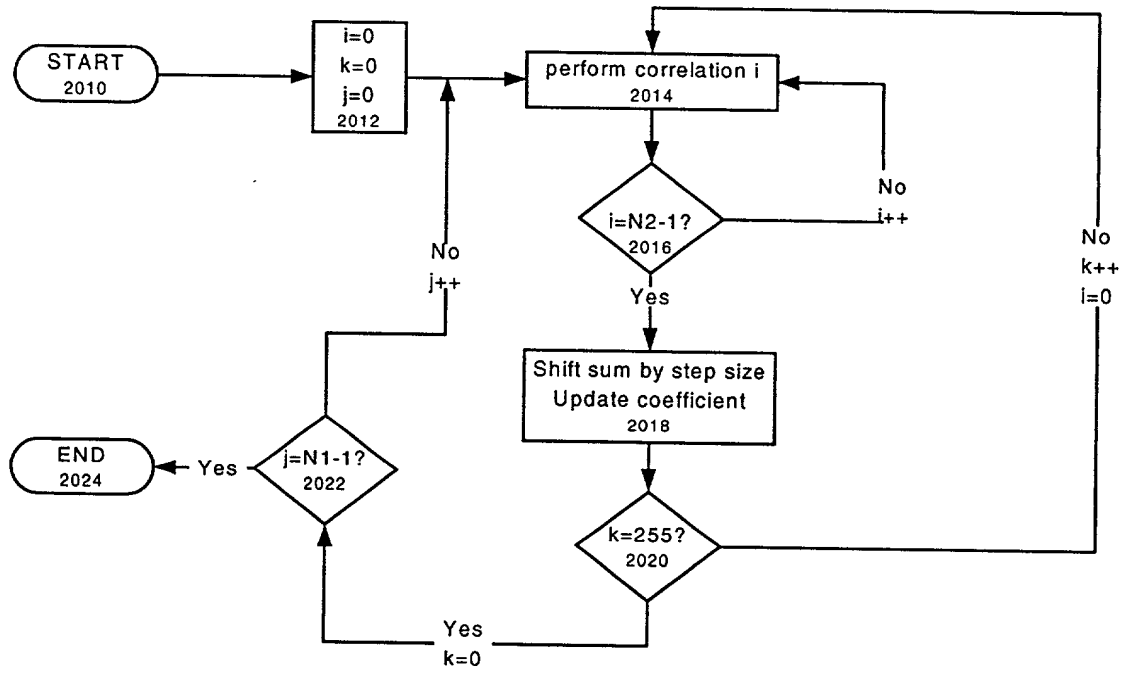 START
2010
i=0
k=0
j=0
2012
perform correlation i
2014
No
i++
i=N2-1?
2016
Yes
No
k++
i=0
No
j++
Shift sum by step size
Update coefficient
2018
END
2024
Yes
j=N1-1?
2022
k=255?
2020
Yes
k=0